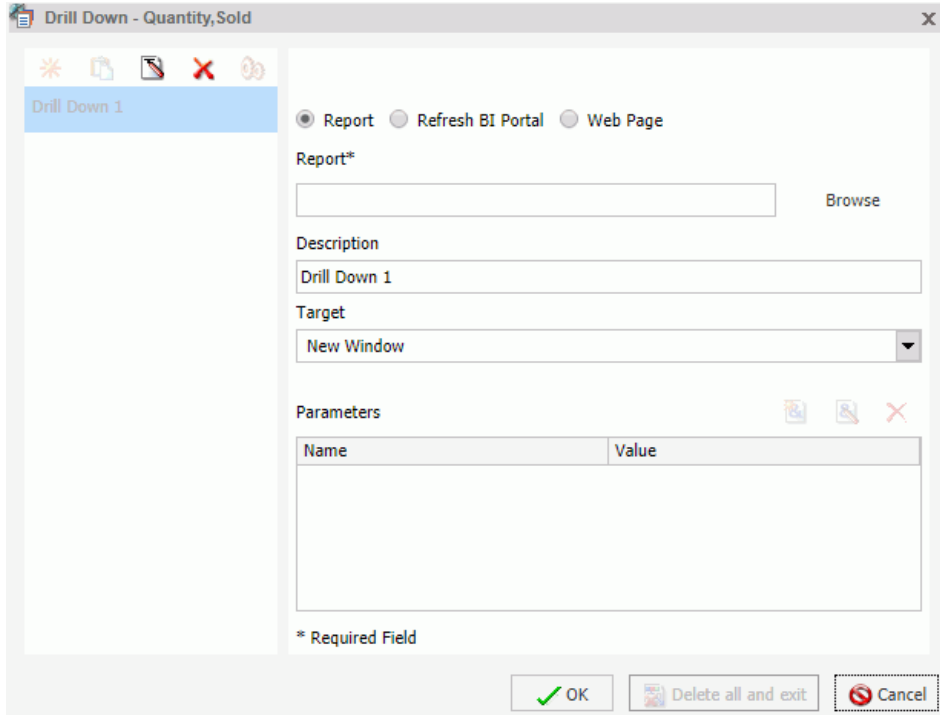 Drill Down - Quantity,Sold
Drill Down 1
Report Refresh BI Portal Web Page
Report*
Browse
Description
Drill Down 1
Target
New Window
Parameters
Name Value
* Required Field
OK Delete all and exit Cancel